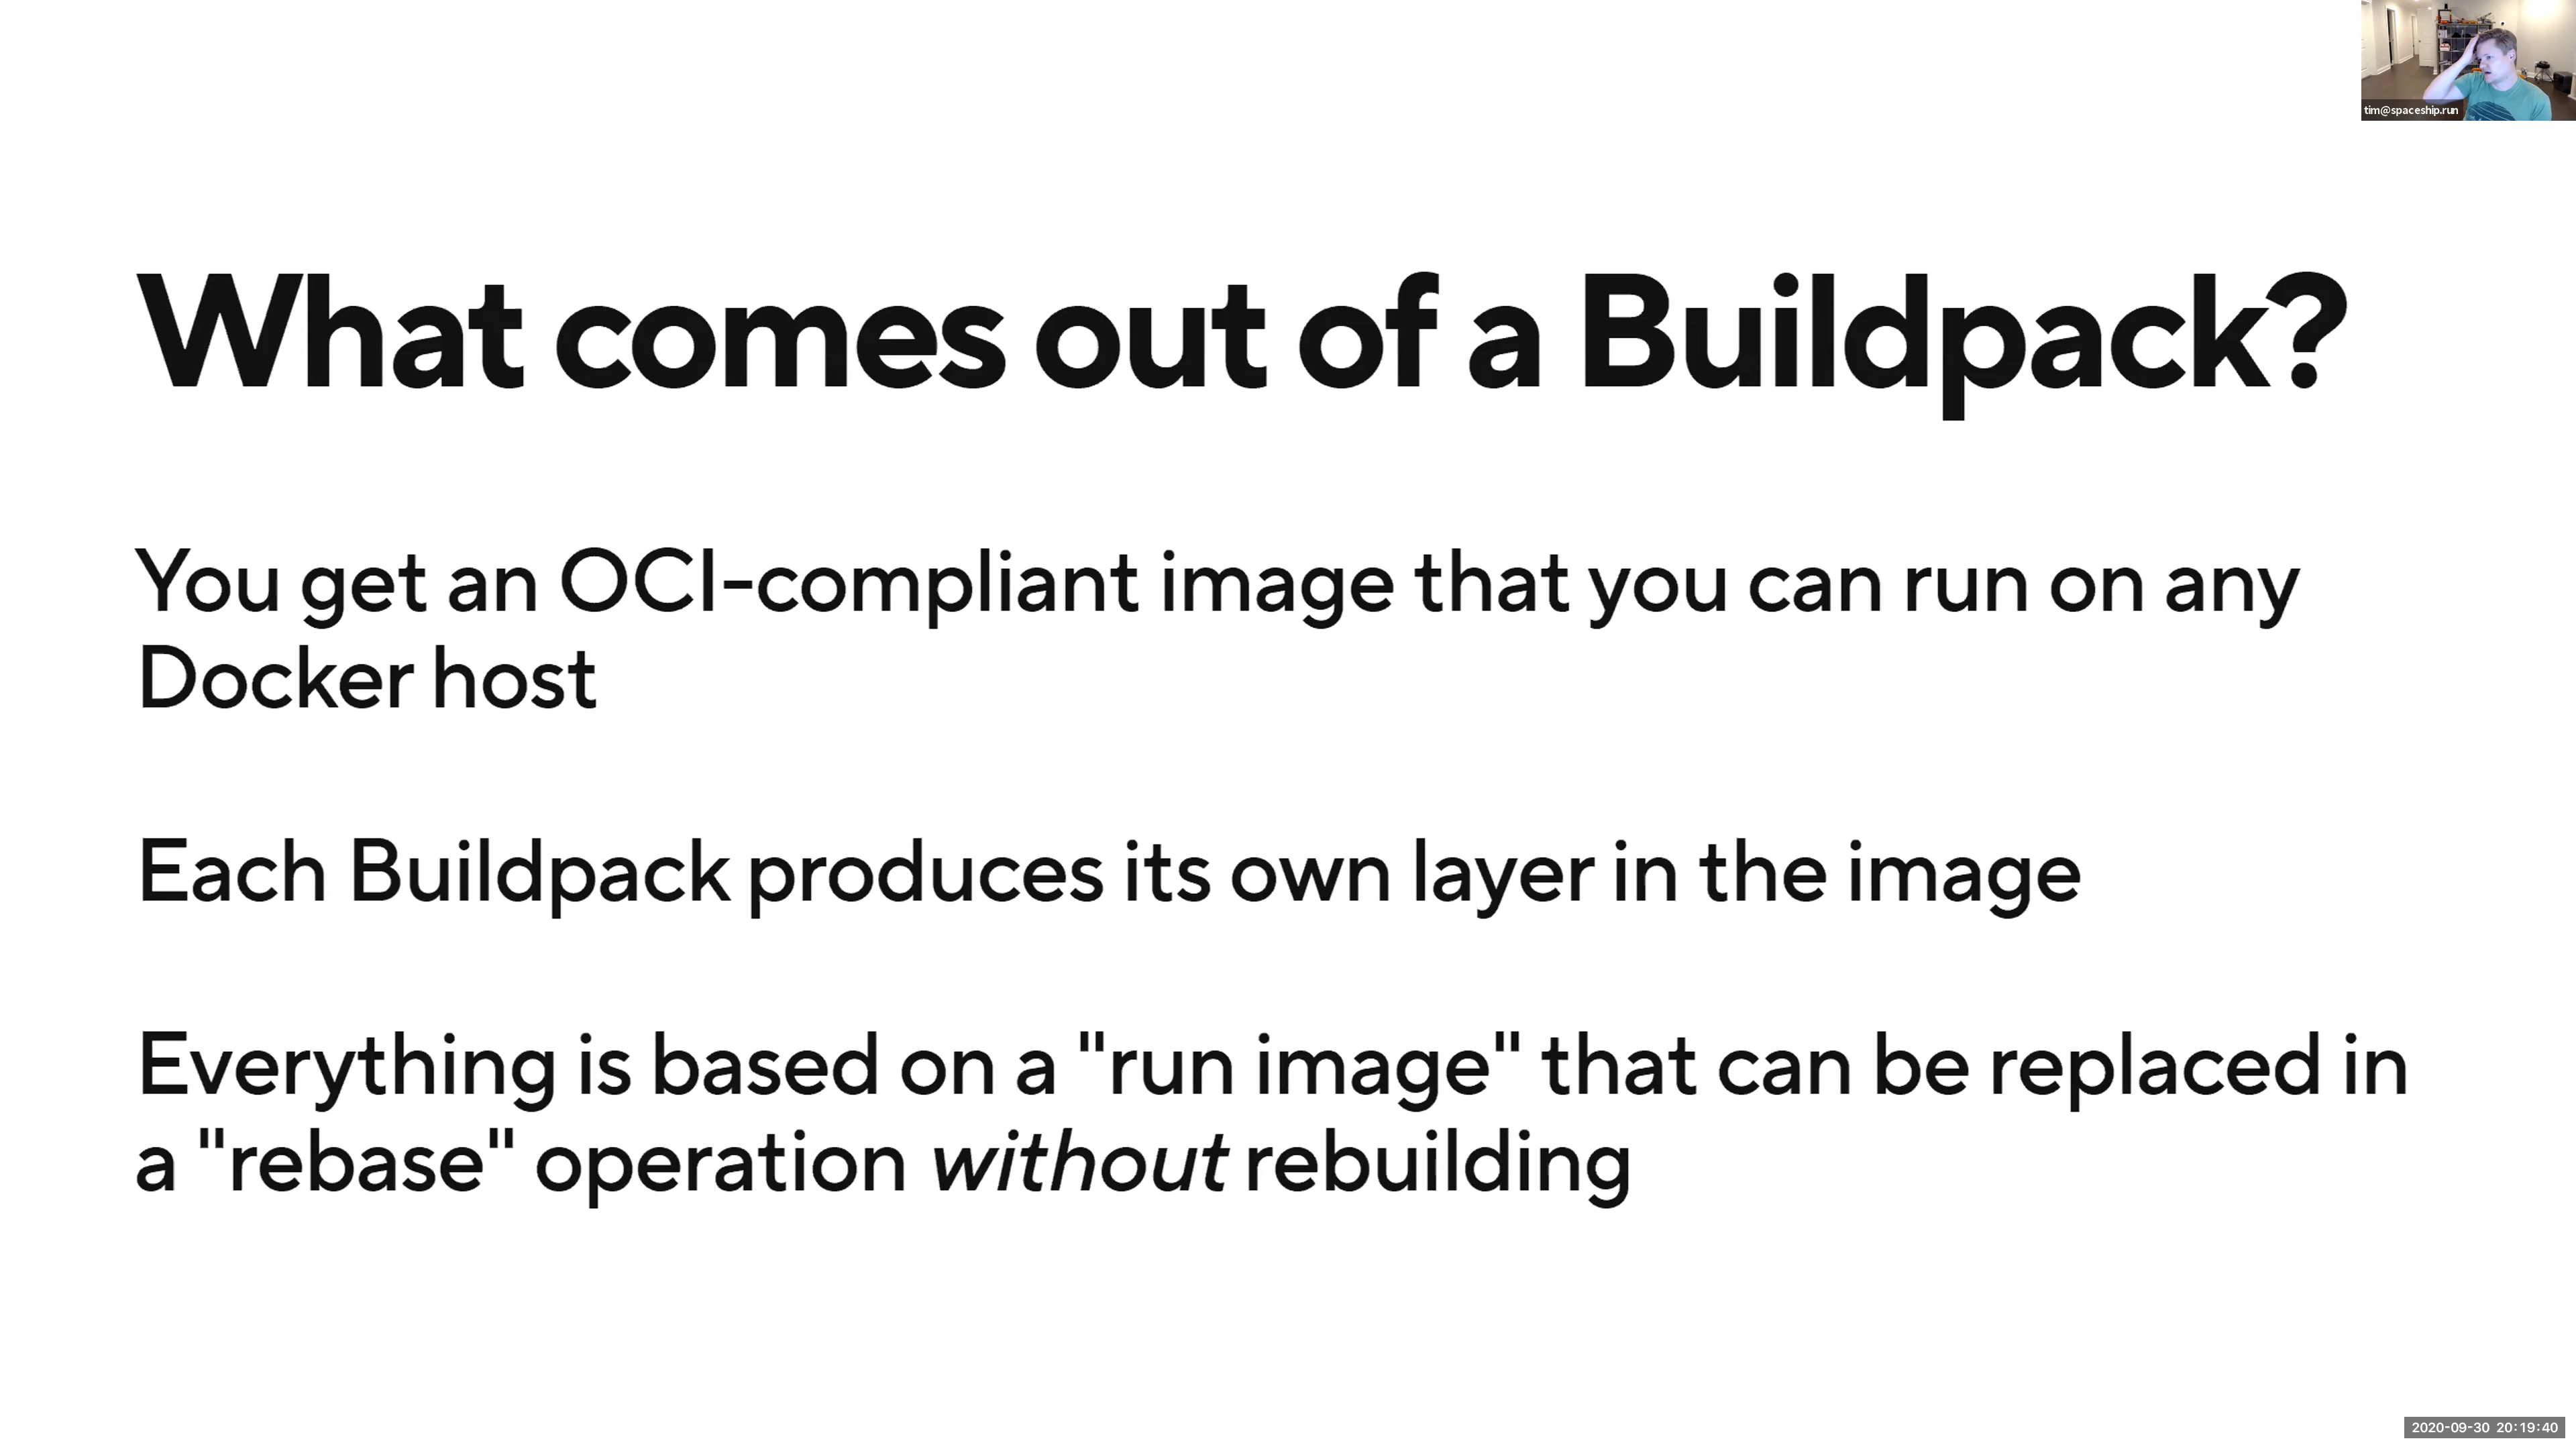 tim@spaceship.run
What comes out of a Buildpack?
You get an OCI-compliant image that you can run on any
Docker host
Each Buildpack produces its own layer in the image
Everything is based on a "run image" that can be replaced in
a "rebase" operation without rebuilding
2020-09-30 20:19:40